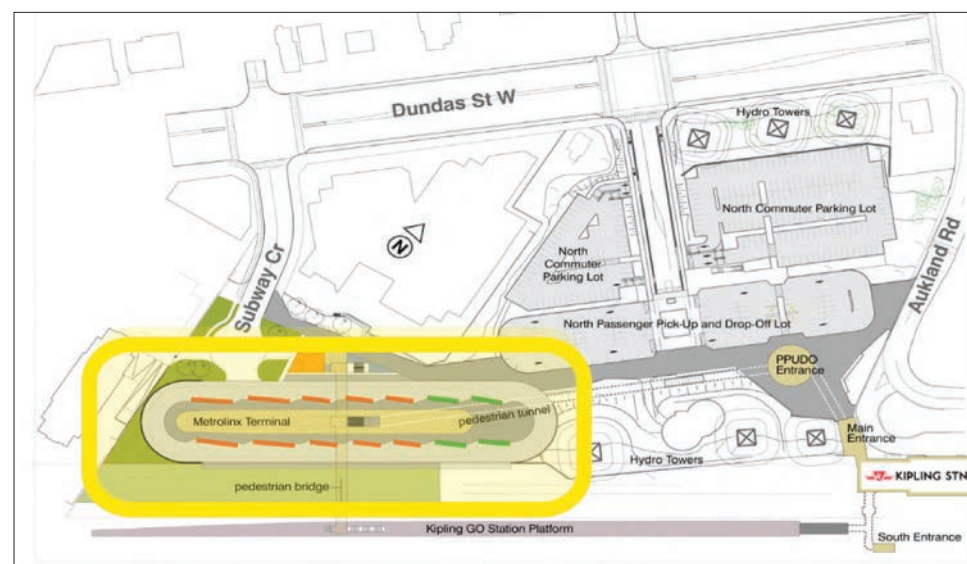 Dundas St W
Hydro Towers
North Commuter Parking Lot
North
Commuter
Parking Lot
Aukland Rd
Subway Cr
N
North Passenger Pick-Up and Drop-Off Lot
PPUDO
Entrance
Metrolinx Terminal
pedestrian tunnel
Main
Entrance
Hydro Towers
KIPLING STN
pedestrian bridge
Kipling GO Station Platform
South Entrance